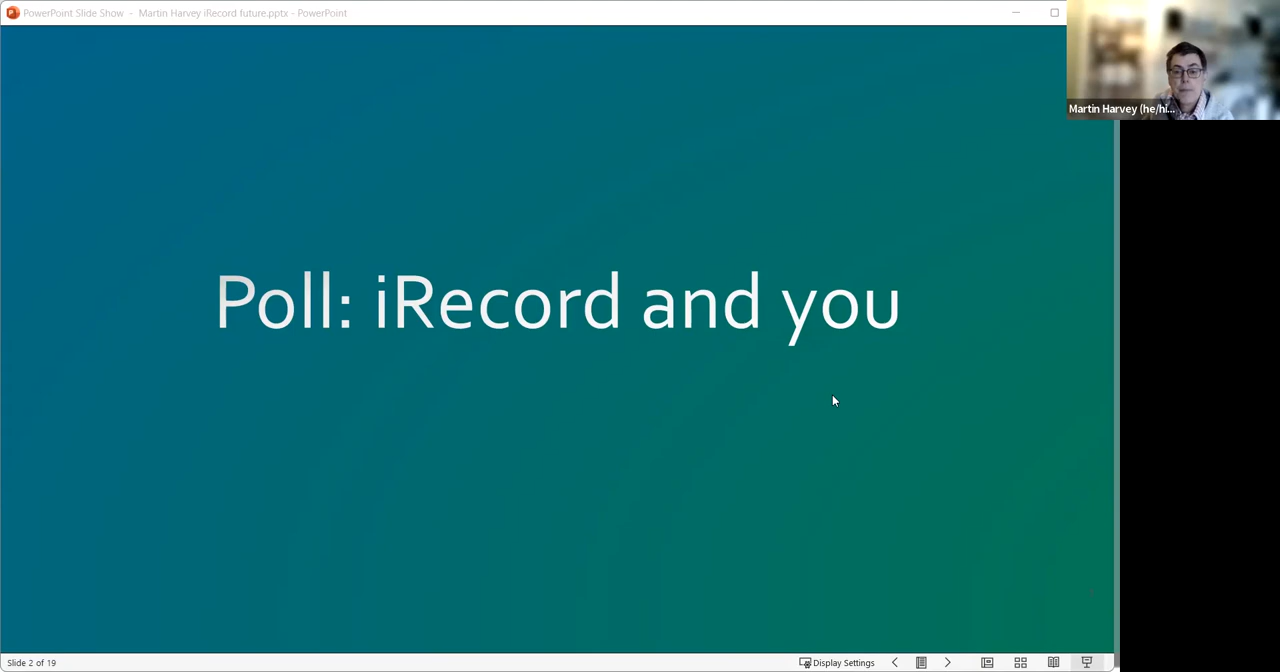 PowerPoint Slide Show - Martin Harvey iRecord future.pptx - PowerPoint
Martin Harvey (he/hi...
Poll: iRecord and you
Slide 2 of 19
Display Settings